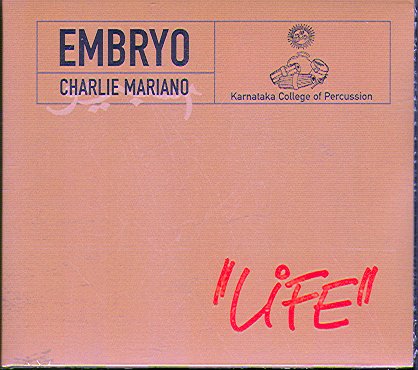 EMBRYO
CHARLIE MARIANO
Karnataka College of Percussion
"LiFE"